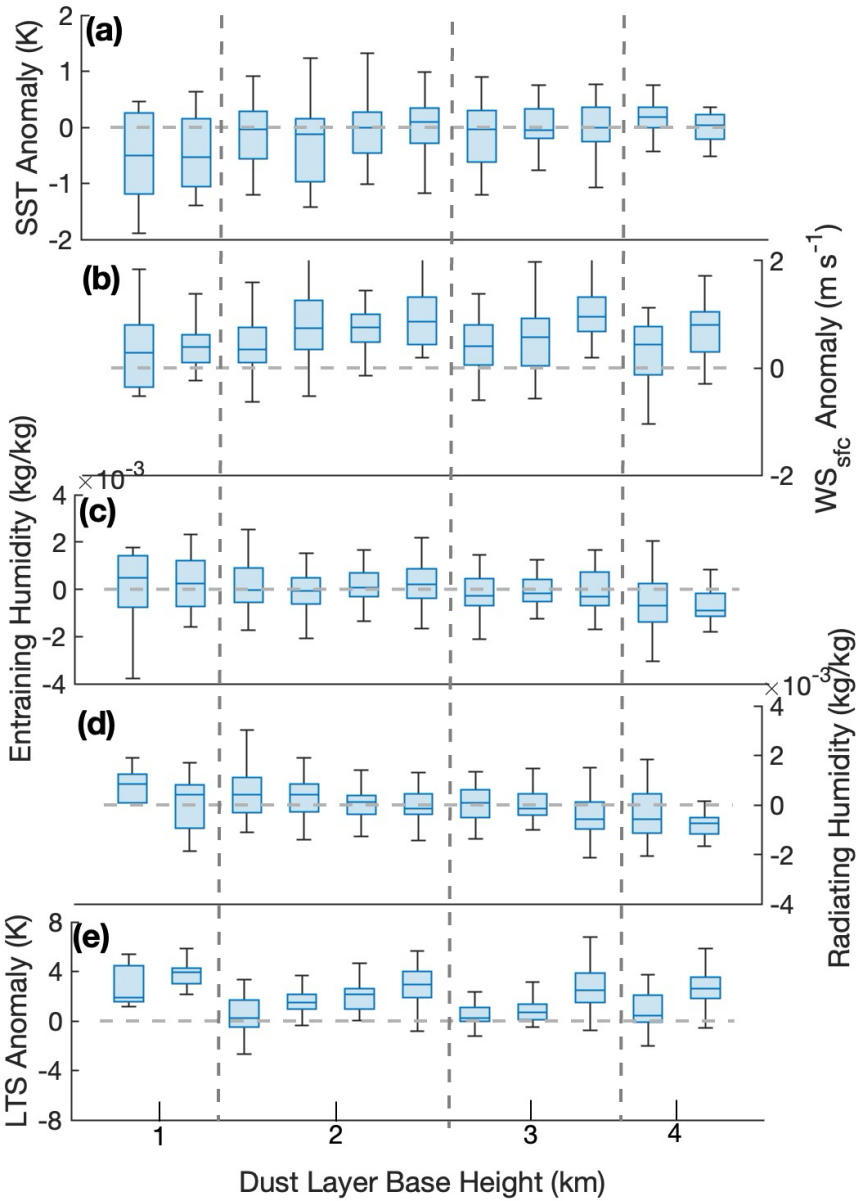 (a)
SST Anomaly (K)
2
1
0
-1
-2
(b)
WSsfc Anomaly (m s-1)
2
0
-2
×10-3
(c)
Entraining Humidity (kg/kg)
4
2
0
-2
-4
×10-3
(d)
Radiating Humidity (kg/kg)
4
2
0
-2
-4
(e)
LTS Anomaly (K)
8
4
0
-4
-8
1 2 3 4
Dust Layer Base Height (km)